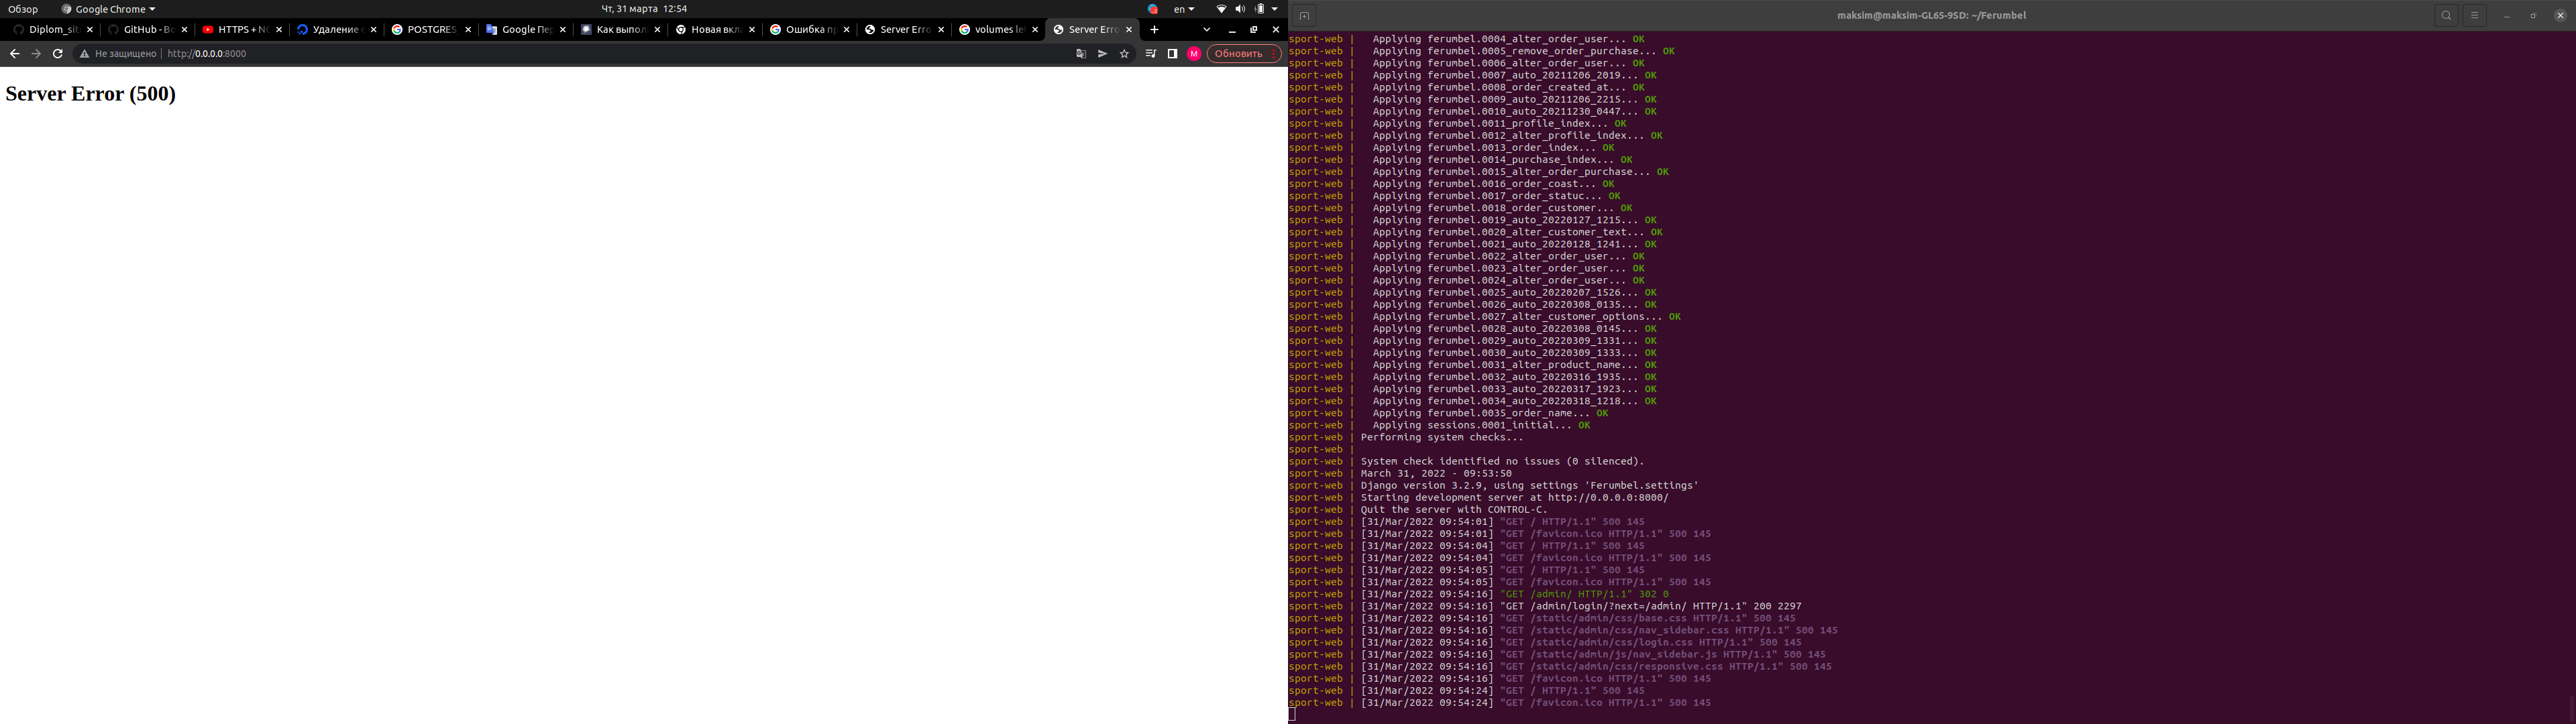 Обзор
Google Chrome
Чт, 31 марта 12:54
en
Diplom_sit
GitHub - Bo
HTTPS + NG
Удаление
POSTGRES_
Google Пер
Как выпол
Новая вкл
Ошибка пр
Server Erro
volumes le
Server Erro
Не защищено
http://0.0.0.0:8000
M
Обновить
Server Error (500)
maksim@maksim-GL65-9SD: ~/Ferumbel
sport-web | Applying ferumbel.0004_alter_order_user... OK
sport-web | Applying ferumbel.0005_remove_order_purchase... OK
sport-web | Applying ferumbel.0006_alter_order_user... OK
sport-web | Applying ferumbel.0007_auto_20211206_2019... OK
sport-web | Applying ferumbel.0008_order_created_at... OK
sport-web | Applying ferumbel.0009_auto_20211206_2215... OK
sport-web | Applying ferumbel.0010_auto_20211230_0447... OK
sport-web | Applying ferumbel.0011_profile_index... OK
sport-web | Applying ferumbel.0012_alter_profile_index... OK
sport-web | Applying ferumbel.0013_order_index... OK
sport-web | Applying ferumbel.0014_purchase_index... OK
sport-web | Applying ferumbel.0015_alter_order_purchase... OK
sport-web | Applying ferumbel.0016_order_coast... OK
sport-web | Applying ferumbel.0017_order_statuc... OK
sport-web | Applying ferumbel.0018_order_customer... OK
sport-web | Applying ferumbel.0019_auto_20220127_1215... OK
sport-web | Applying ferumbel.0020_alter_customer_text... OK
sport-web | Applying ferumbel.0021_auto_20220128_1241... OK
sport-web | Applying ferumbel.0022_alter_order_user... OK
sport-web | Applying ferumbel.0023_alter_order_user... OK
sport-web | Applying ferumbel.0024_alter_order_user... OK
sport-web | Applying ferumbel.0025_auto_20220207_1526... OK
sport-web | Applying ferumbel.0026_auto_20220308_0135... OK
sport-web | Applying ferumbel.0027_alter_customer_options... OK
sport-web | Applying ferumbel.0028_auto_20220308_0145... OK
sport-web | Applying ferumbel.0029_auto_20220309_1331... OK
sport-web | Applying ferumbel.0030_auto_20220309_1333... OK
sport-web | Applying ferumbel.0031_alter_product_name... OK
sport-web | Applying ferumbel.0032_auto_20220316_1935... OK
sport-web | Applying ferumbel.0033_auto_20220317_1923... OK
sport-web | Applying ferumbel.0034_auto_20220318_1218... OK
sport-web | Applying ferumbel.0035_order_name... OK
sport-web | Applying sessions.0001_initial... OK
sport-web | Performing system checks...
sport-web |
sport-web | System check identified no issues (0 silenced).
sport-web | March 31, 2022 - 09:53:50
sport-web | Django version 3.2.9, using settings 'Ferumbel.settings'
sport-web | Starting development server at http://0.0.0.0:8000/
sport-web | Quit the server with CONTROL-C.
sport-web | [31/Mar/2022 09:54:01] "GET / HTTP/1.1" 500 145
sport-web | [31/Mar/2022 09:54:01] "GET /favicon.ico HTTP/1.1" 500 145
sport-web | [31/Mar/2022 09:54:04] "GET / HTTP/1.1" 500 145
sport-web | [31/Mar/2022 09:54:04] "GET /favicon.ico HTTP/1.1" 500 145
sport-web | [31/Mar/2022 09:54:05] "GET / HTTP/1.1" 500 145
sport-web | [31/Mar/2022 09:54:05] "GET /favicon.ico HTTP/1.1" 500 145
sport-web | [31/Mar/2022 09:54:16] "GET /admin/ HTTP/1.1" 302 0
sport-web | [31/Mar/2022 09:54:16] "GET /admin/login/?next=/admin/ HTTP/1.1" 200 2297
sport-web | [31/Mar/2022 09:54:16] "GET /static/admin/css/base.css HTTP/1.1" 500 145
sport-web | [31/Mar/2022 09:54:16] "GET /static/admin/css/nav_sidebar.css HTTP/1.1" 500 145
sport-web | [31/Mar/2022 09:54:16] "GET /static/admin/css/login.css HTTP/1.1" 500 145
sport-web | [31/Mar/2022 09:54:16] "GET /static/admin/js/nav_sidebar.js HTTP/1.1" 500 145
sport-web | [31/Mar/2022 09:54:16] "GET /static/admin/css/responsive.css HTTP/1.1" 500 145
sport-web | [31/Mar/2022 09:54:16] "GET /favicon.ico HTTP/1.1" 500 145
sport-web | [31/Mar/2022 09:54:24] "GET / HTTP/1.1" 500 145
sport-web | [31/Mar/2022 09:54:24] "GET /favicon.ico HTTP/1.1" 500 145